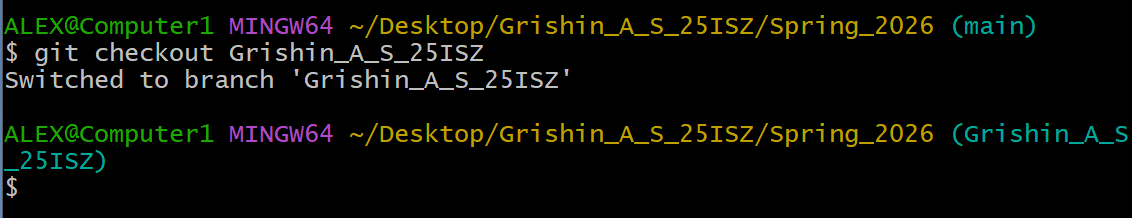 ALEX@Computer1 MINGW64 ~/Desktop/Grishin_A_S_25ISZ/Spring_2026 (main)
$ git checkout Grishin_A_S_25ISZ
Switched to branch 'Grishin_A_S_25ISZ'
ALEX@Computer1 MINGW64 ~/Desktop/Grishin_A_S_25ISZ/Spring_2026 (Grishin_A_S
_25ISZ)
$